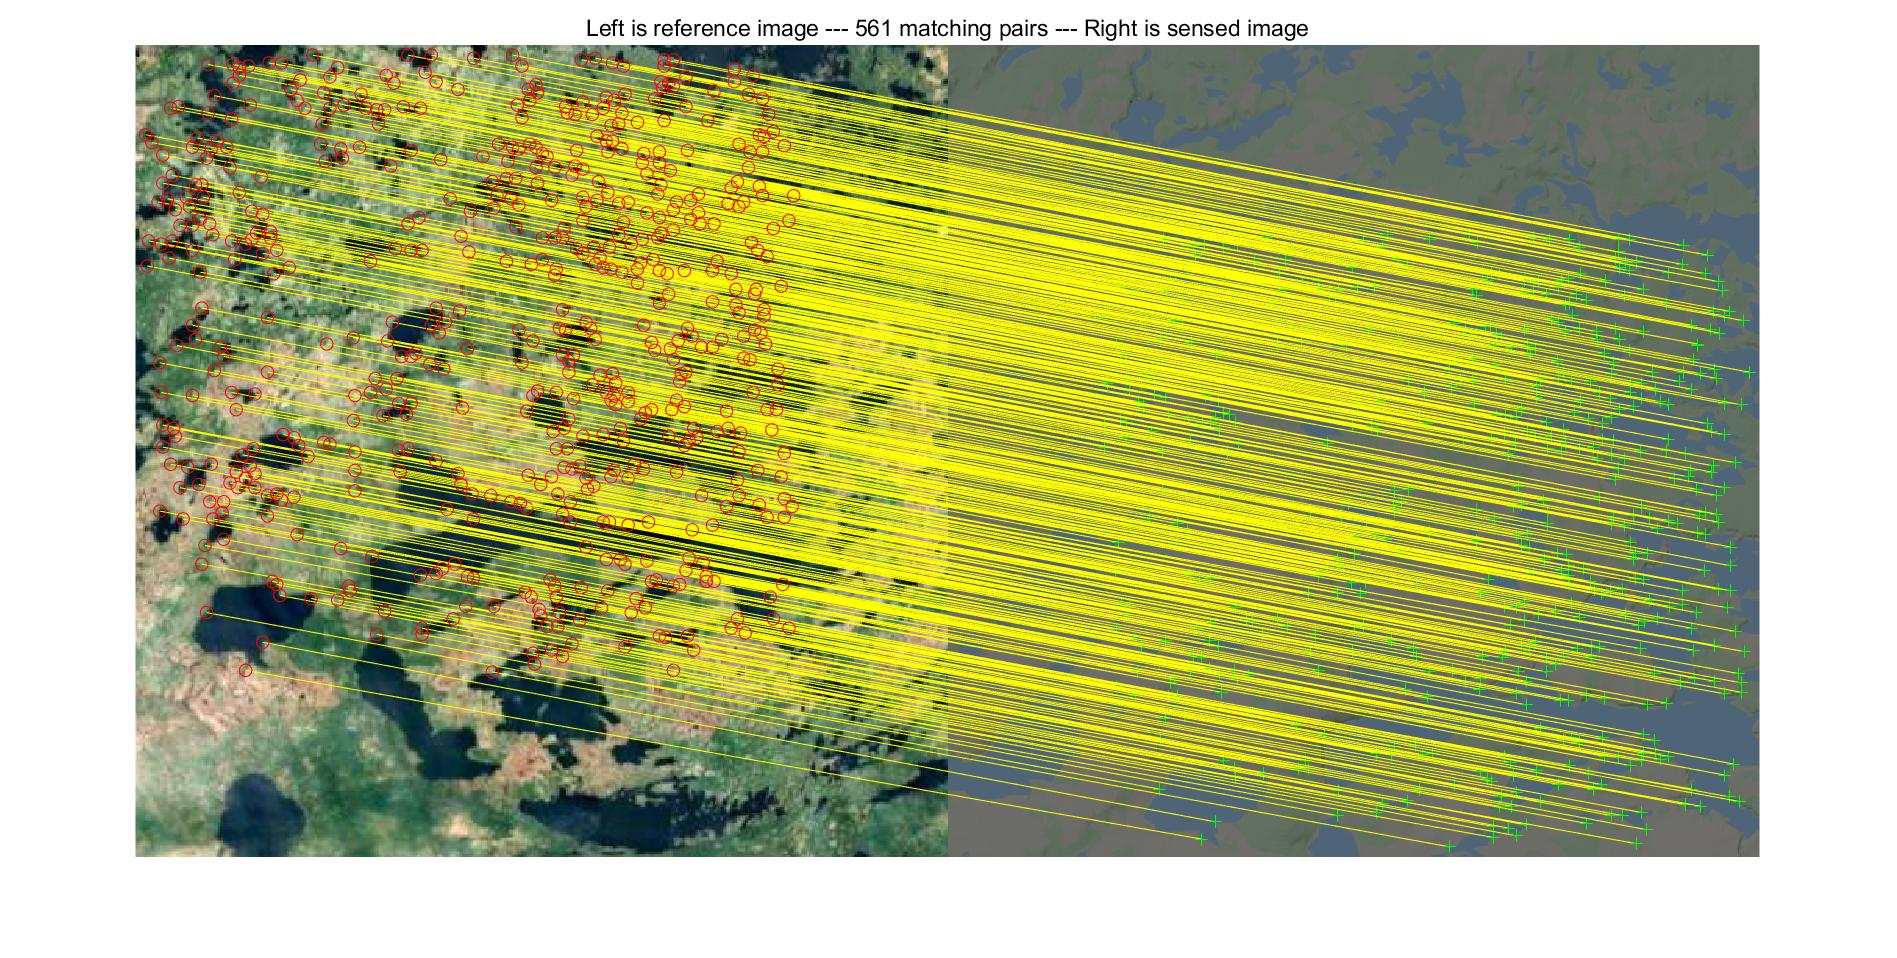 Left is reference image --- 561 matching pairs --- Right is sensed image